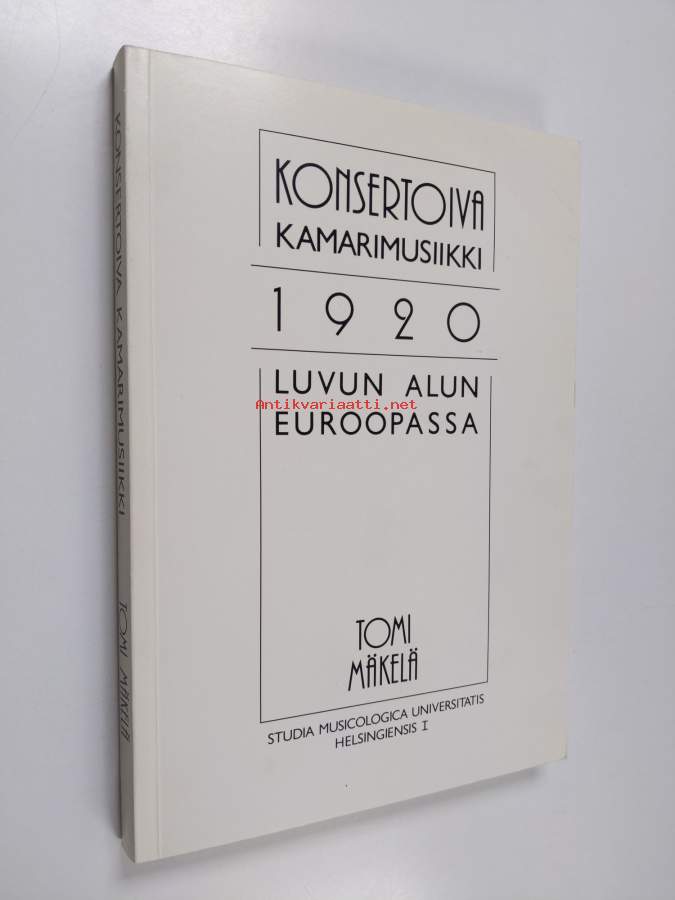 KONSERTOIVA
KAMARIMUSIIKKI
1920
LUVUN ALUN
Antikvariaatti.net
EUROOPASSA
TOMI
MÄKELÄ
STUDIA MUSICOLOGICA UNIVERSITATIS
HELSINGIENSIS I
KONSERTOIVA KAMARIMUSIIKKI TOMI MÄKELÄ